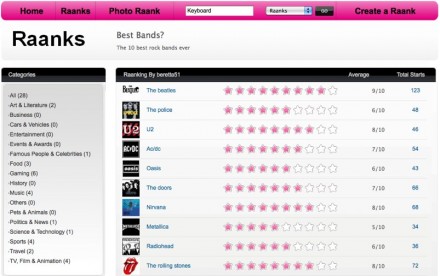 Home Raanks Photo Raank Keyboard Raanks GO Create a Raank
Raanks
Best Bands?
The 10 best rock bands ever
Categories
·All (28)
·Art & Literature (2)
·Business (0)
·Cars & Vehicles (0)
·Entertainment (0)
·Events & Awards (0)
·Famous People & Celebrities (1)
·Food (3)
·Gaming (6)
·History (0)
·Music (4)
·Others (0)
·Pets & Animals (0)
·Politics & News (1)
·Science & Technology (1)
·Sports (4)
·Travel (2)
·TV, Film & Animation (4)
Raanking By beretta51 Average Total Starts
The beatles 9/10 123
The police 6/10 48
U2 8/10 46
AC/DC Ac/dc 7/10 54
oasis Oasis 6/10 43
The doors 7/10 66
Nirvana 8/10 68
Metallica 5/10 34
Radiohead 6/10 36
The rolling stones 8/10 72